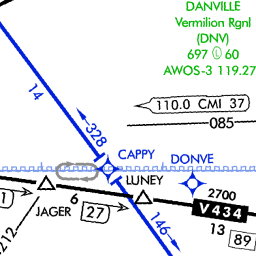 DANVILLE
Vermilion Rgnl
(DNV)
697 Ⓛ 60
AWOS-3 119.27
14
110.0 CMI 37
085
328
CAPPY
DONVE
LUNEY
2700
V 434
1
6
JAGER
27
146
13
89
212